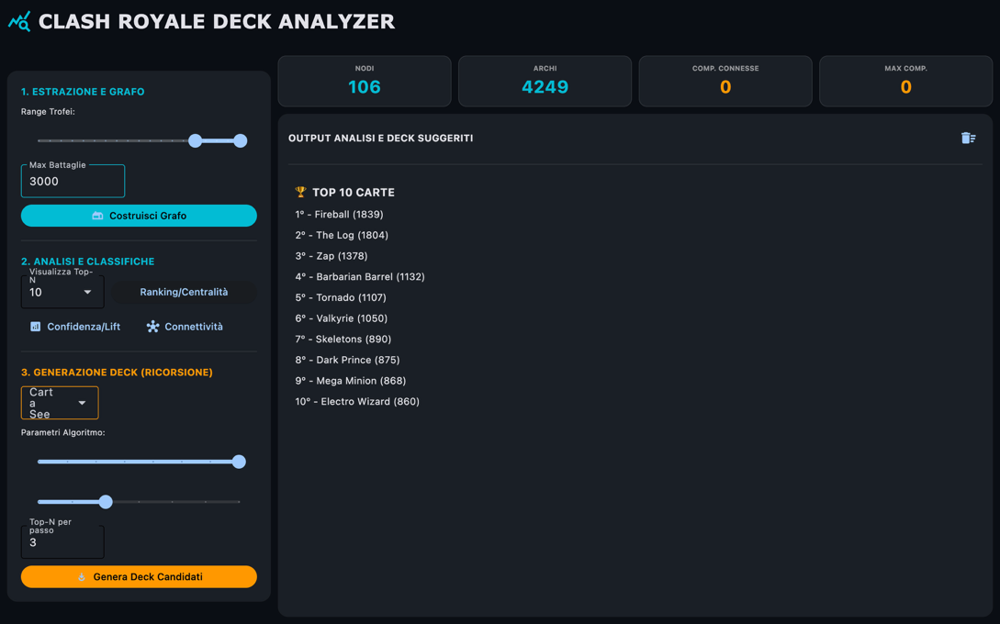 CLASH ROYALE DECK ANALYZER
1. ESTRAZIONE E GRAFO
Range Trofei:
Max Battaglie
3000
Costruisci Grafo
2. ANALISI E CLASSIFICHE
Visualizza Top-
N
10
Ranking/Centralità
Confidenza/Lift
Connettività
3. GENERAZIONE DECK (RICORSIONE)
Cart
a
See
Parametri Algoritmo:
Top-N per
passo
3
Genera Deck Candidati
NODI
106
ARCHI
4249
COMP. CONNESSE
0
MAX COMP.
0
OUTPUT ANALISI E DECK SUGGERITI
TOP 10 CARTE
1° - Fireball (1839)
2° - The Log (1804)
3° - Zap (1378)
4° - Barbarian Barrel (1132)
5° - Tornado (1107)
6° - Valkyrie (1050)
7° - Skeletons (890)
8° - Dark Prince (875)
9° - Mega Minion (868)
10° - Electro Wizard (860)